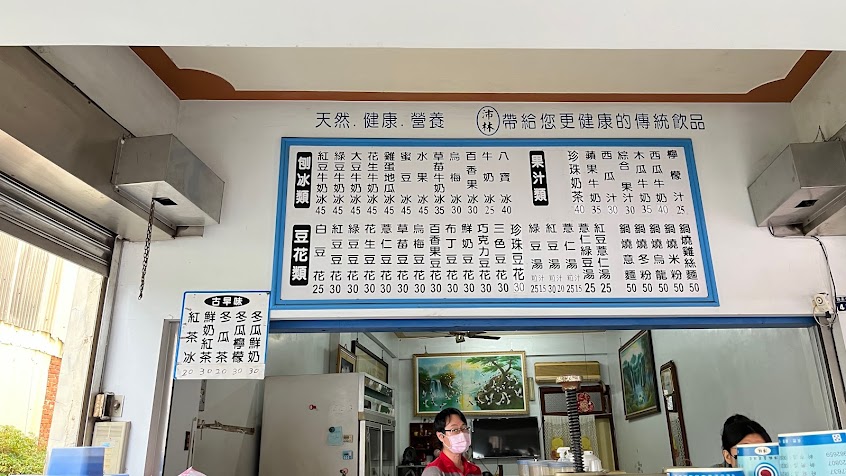 天然.健康.營養 沛林 帶給您更健康的傳統飲品
刨冰類
紅豆牛奶冰 45
綠豆牛奶冰 45
大豆牛奶冰 45
花生牛奶冰 45
雞蛋地瓜冰 45
蜜豆冰 45
水果冰 45
草莓牛奶冰 35
烏梅冰 30
百香果冰 30
牛奶冰 25
八寶冰 40
果汁類
珍珠奶茶 40
蘋果牛奶 35
西瓜汁 30
綜合果汁 30
木瓜牛奶 35
西瓜牛奶 40
檸檬汁 25
豆花類
白豆花 25
紅豆豆花 30
綠豆豆花 30
花生豆花 30
薏仁豆花 30
草莓豆花 30
烏梅豆花 30
百香果豆花 30
布丁豆花 30
鮮奶豆花 30
巧克力豆花 30
三色豆花 30
珍珠豆花 30
綠豆湯
紅豆湯
薏仁湯
薏仁綠豆湯 25
紅豆薏仁湯 25
鍋燒意麵 50
鍋燒冬粉 50
鍋燒烏龍 50
鍋燒米粉 50
鍋燒雞絲麵 50
古早味
紅茶冰 20
鮮奶紅茶 30
冬瓜茶 20
冬瓜檸檬 30
冬瓜鮮奶 30